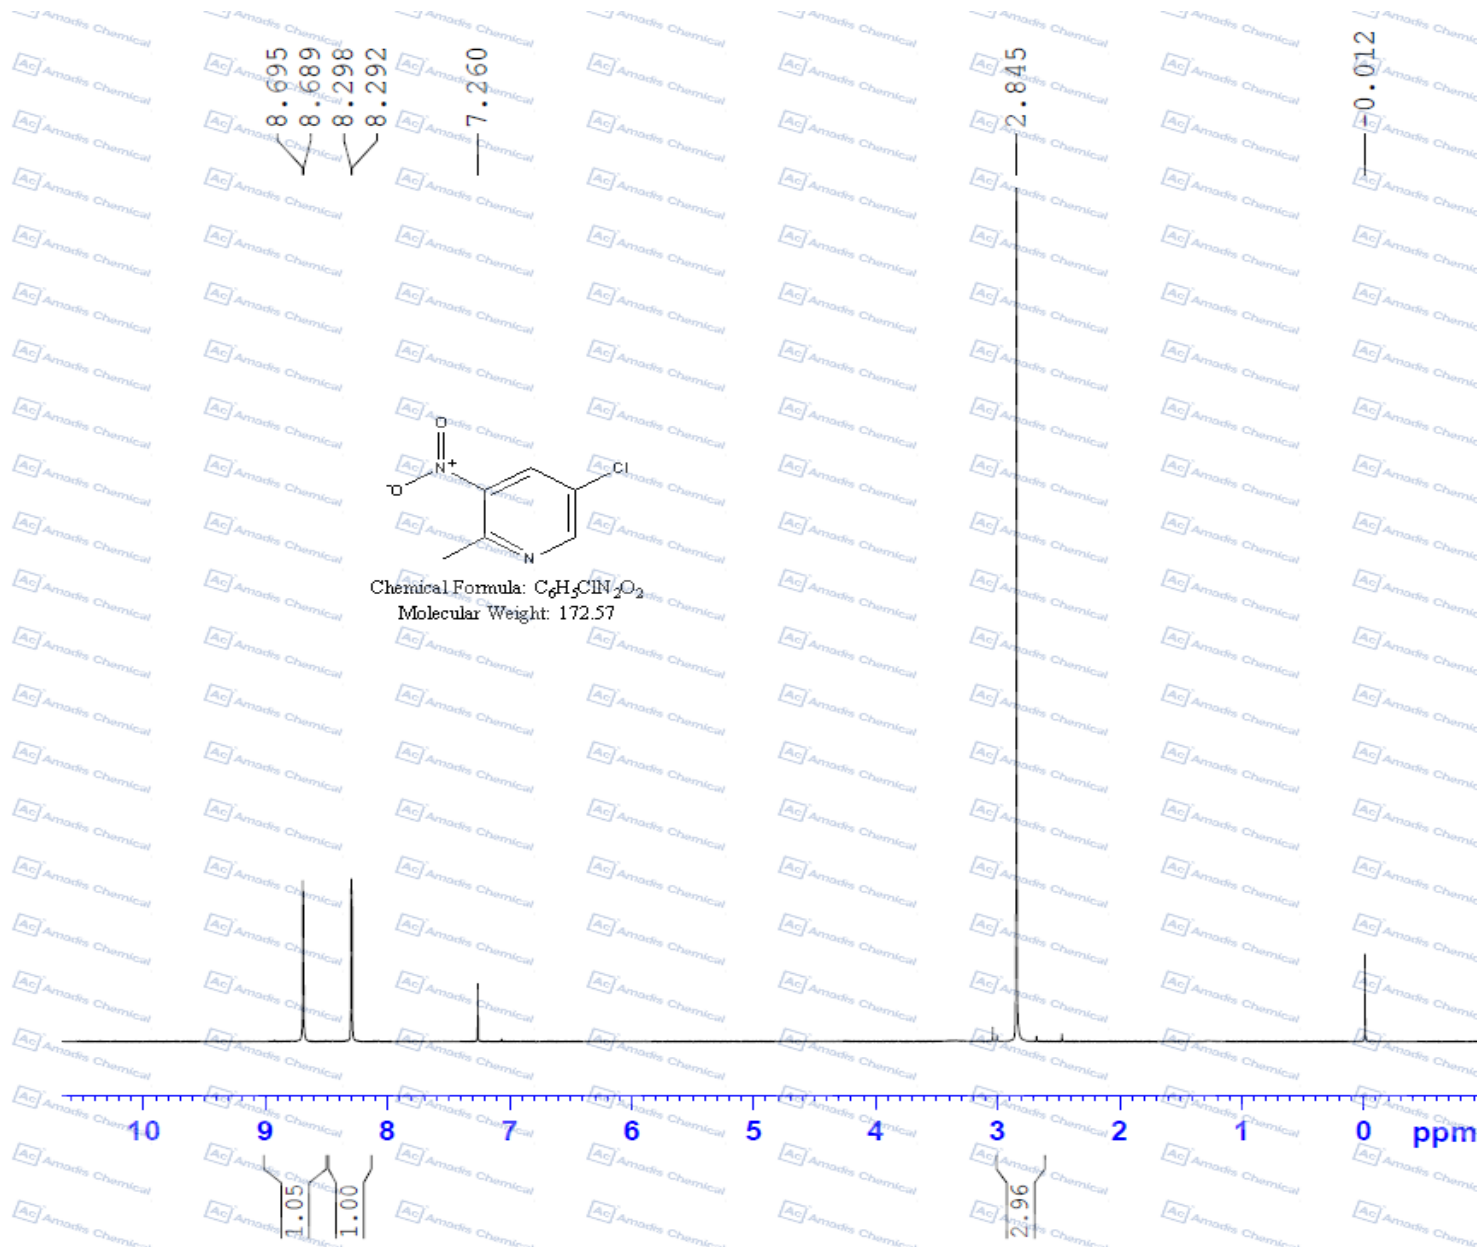 8.695
8.689
8.298
8.292
7.260
2.845
-0.012
O
N+
-O
Cl
N
Chemical Formula: C6H5ClN2O2
Molecular Weight: 172.57
10 9 8 7 6 5 4 3 2 1 0 ppm
1.05
1.00
2.96
Ac Amadis Chemical